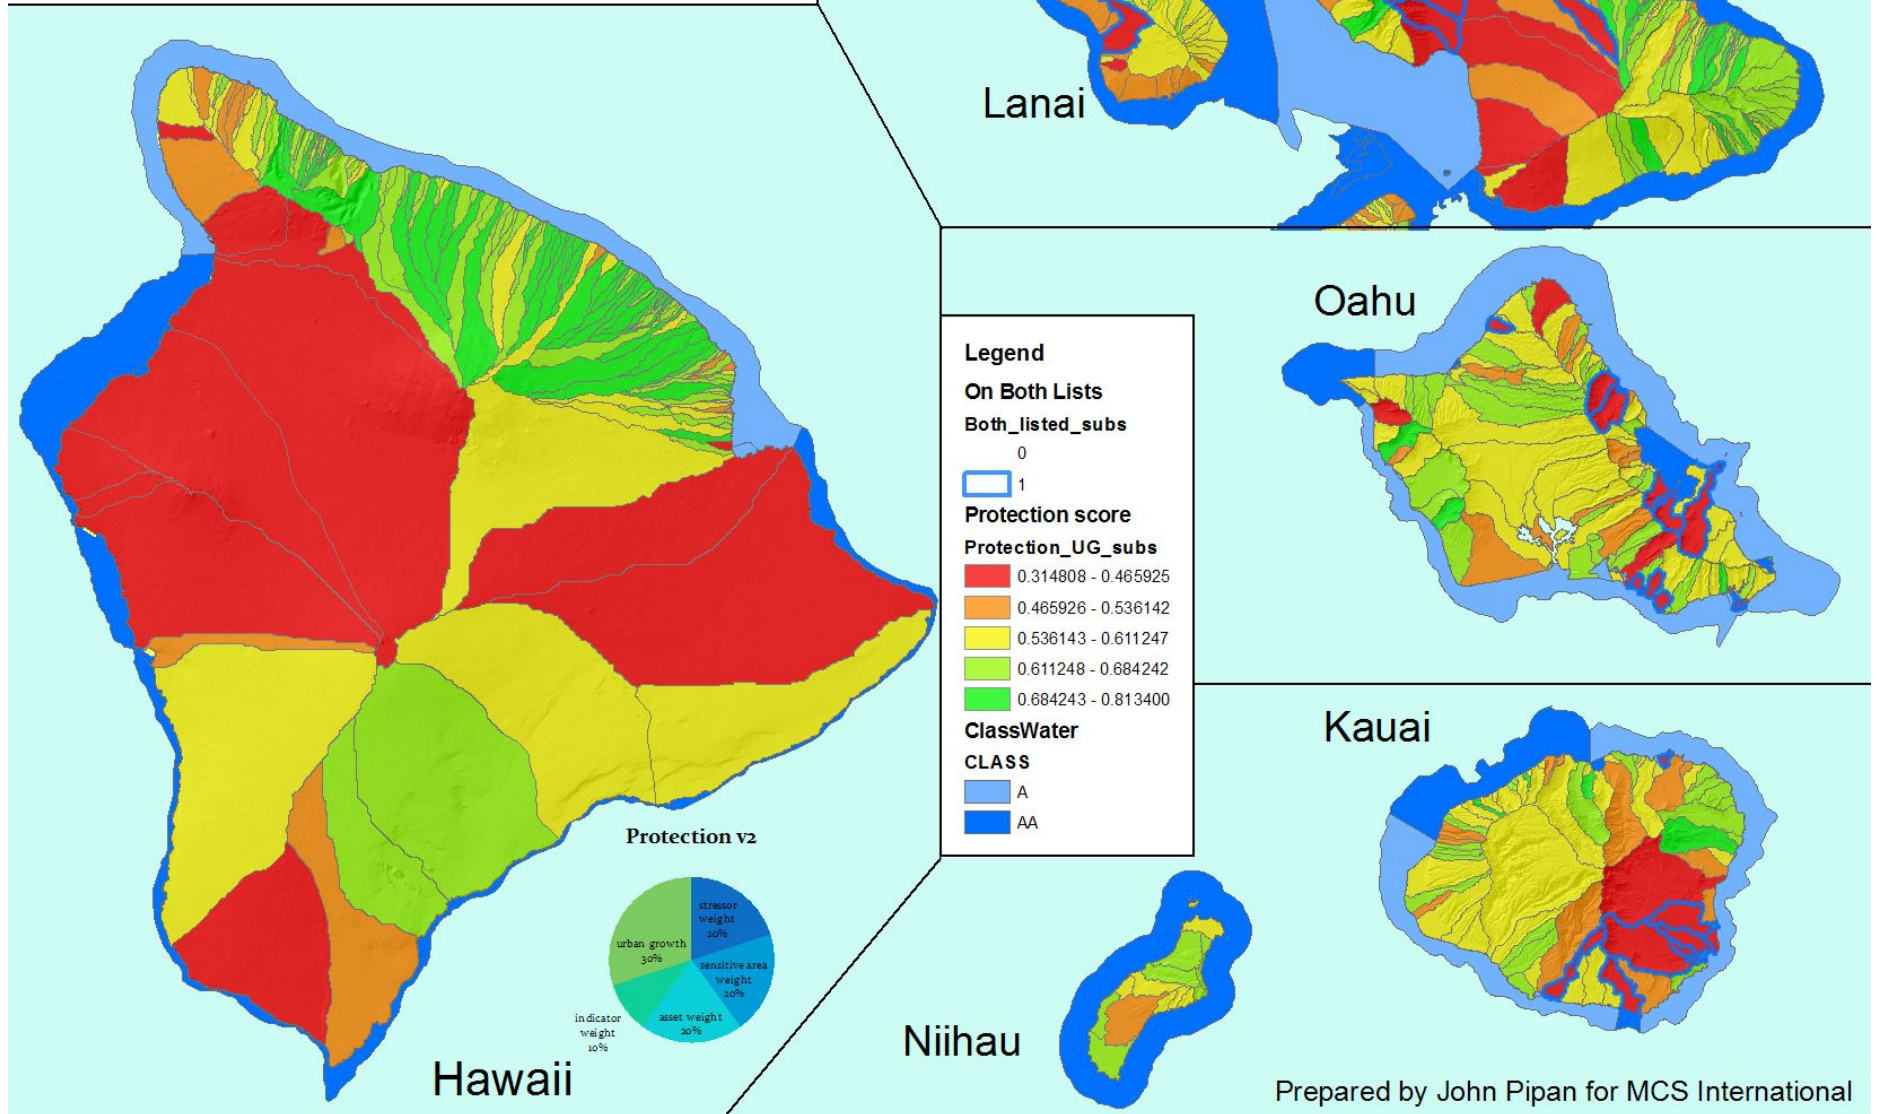 Lanai
Oahu
Legend
On Both Lists
Both_listed_subs
0
1
Protection score
Protection_UG_subs
0.314808 - 0.465925
0.465926 - 0.536142
0.536143 - 0.611247
0.611248 - 0.684242
0.684243 - 0.813400
ClassWater
CLASS
A
AA
Kauai
Protection v2
stressor
weight
20%
urban growth
30%
sensitive area
weight
20%
asset weight
20%
indicator
weight
10%
Niihau
Hawaii
Prepared by John Pipan for MCS International